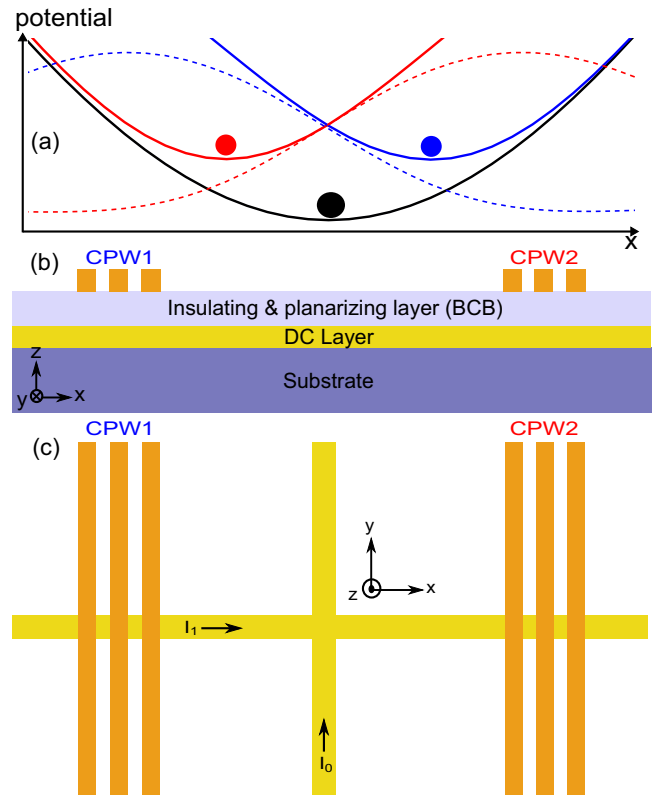 potential
(a)
x
(b)
CPW1
CPW2
Insulating & planarizing layer (BCB)
DC Layer
Substrate
z
y
x
(c)
CPW1
CPW2
y
z
x
I₁
I₀